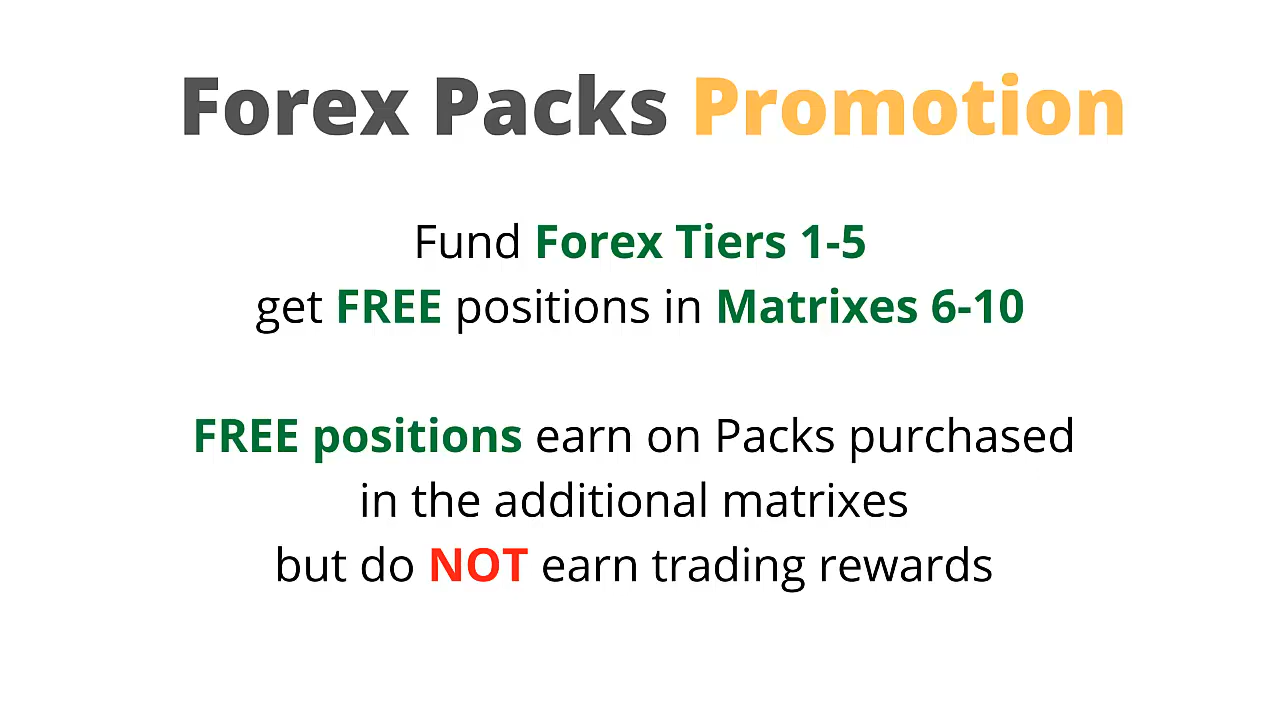 Forex Packs Promotion
Fund Forex Tiers 1-5
get FREE positions in Matrixes 6-10
FREE positions earn on Packs purchased
in the additional matrixes
but do NOT earn trading rewards